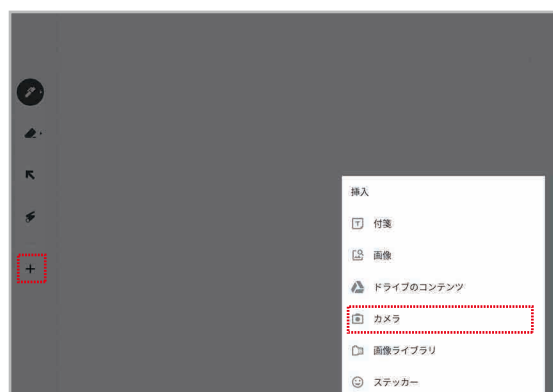 挿入
付箋
画像
ドライブのコンテンツ
カメラ
画像ライブラリ
ステッカー